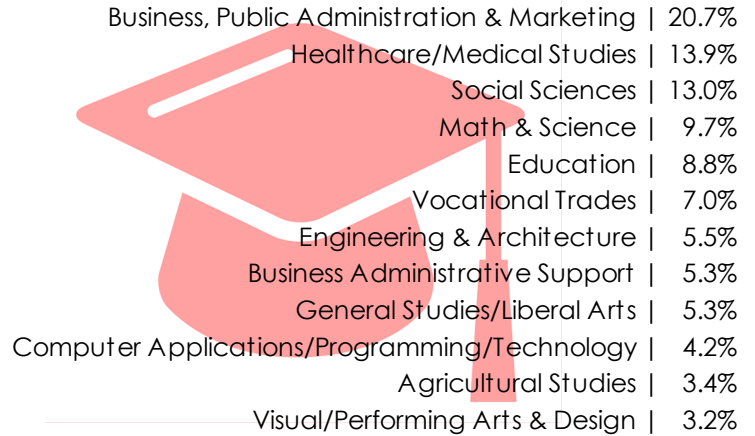 Business, Public Administration & Marketing | 20.7%
Healthcare/Medical Studies | 13.9%
Social Sciences | 13.0%
Math & Science | 9.7%
Education | 8.8%
Vocational Trades | 7.0%
Engineering & Architecture | 5.5%
Business Administrative Support | 5.3%
General Studies/Liberal Arts | 5.3%
Computer Applications/Programming/Technology | 4.2%
Agricultural Studies | 3.4%
Visual/Performing Arts & Design | 3.2%